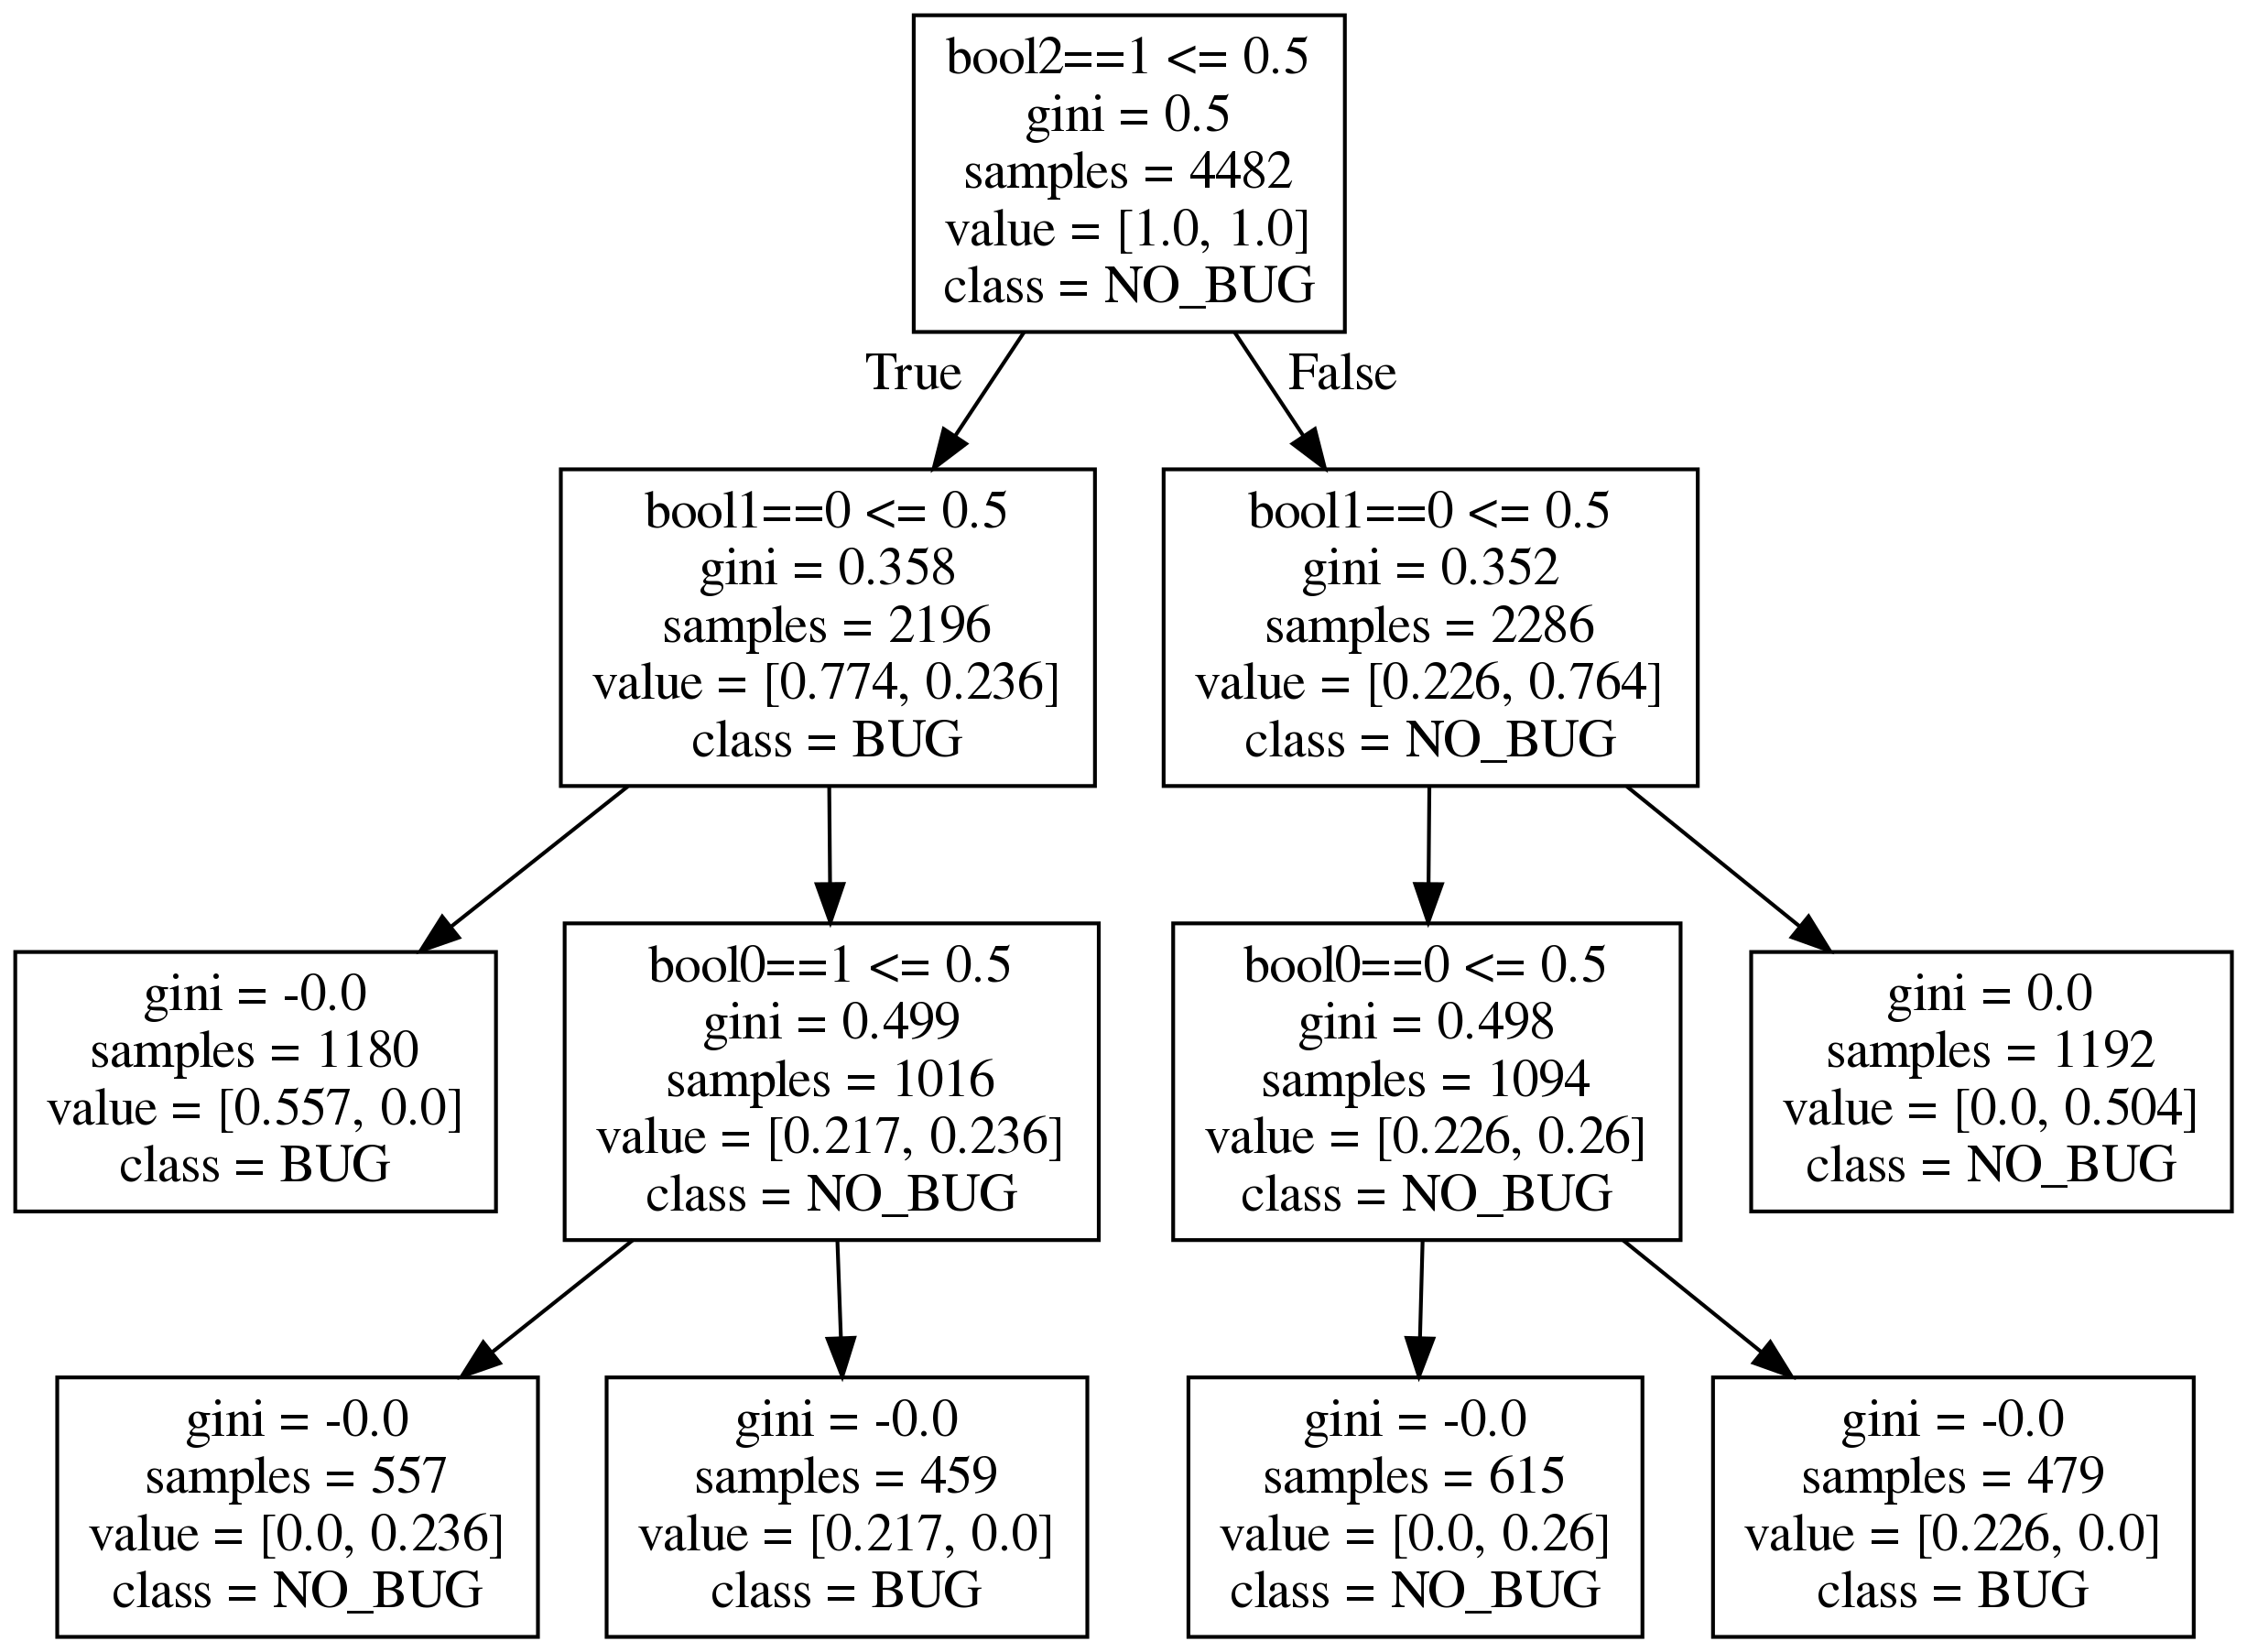 bool2==1 <= 0.5
gini = 0.5
samples = 4482
value = [1.0, 1.0]
class = NO_BUG
True
False
bool1==0 <= 0.5
gini = 0.358
samples = 2196
value = [0.774, 0.236]
class = BUG
bool1==0 <= 0.5
gini = 0.352
samples = 2286
value = [0.226, 0.764]
class = NO_BUG
gini = -0.0
samples = 1180
value = [0.557, 0.0]
class = BUG
bool0==1 <= 0.5
gini = 0.499
samples = 1016
value = [0.217, 0.236]
class = NO_BUG
bool0==0 <= 0.5
gini = 0.498
samples = 1094
value = [0.226, 0.26]
class = NO_BUG
gini = 0.0
samples = 1192
value = [0.0, 0.504]
class = NO_BUG
gini = -0.0
samples = 557
value = [0.0, 0.236]
class = NO_BUG
gini = -0.0
samples = 459
value = [0.217, 0.0]
class = BUG
gini = -0.0
samples = 615
value = [0.0, 0.26]
class = NO_BUG
gini = -0.0
samples = 479
value = [0.226, 0.0]
class = BUG